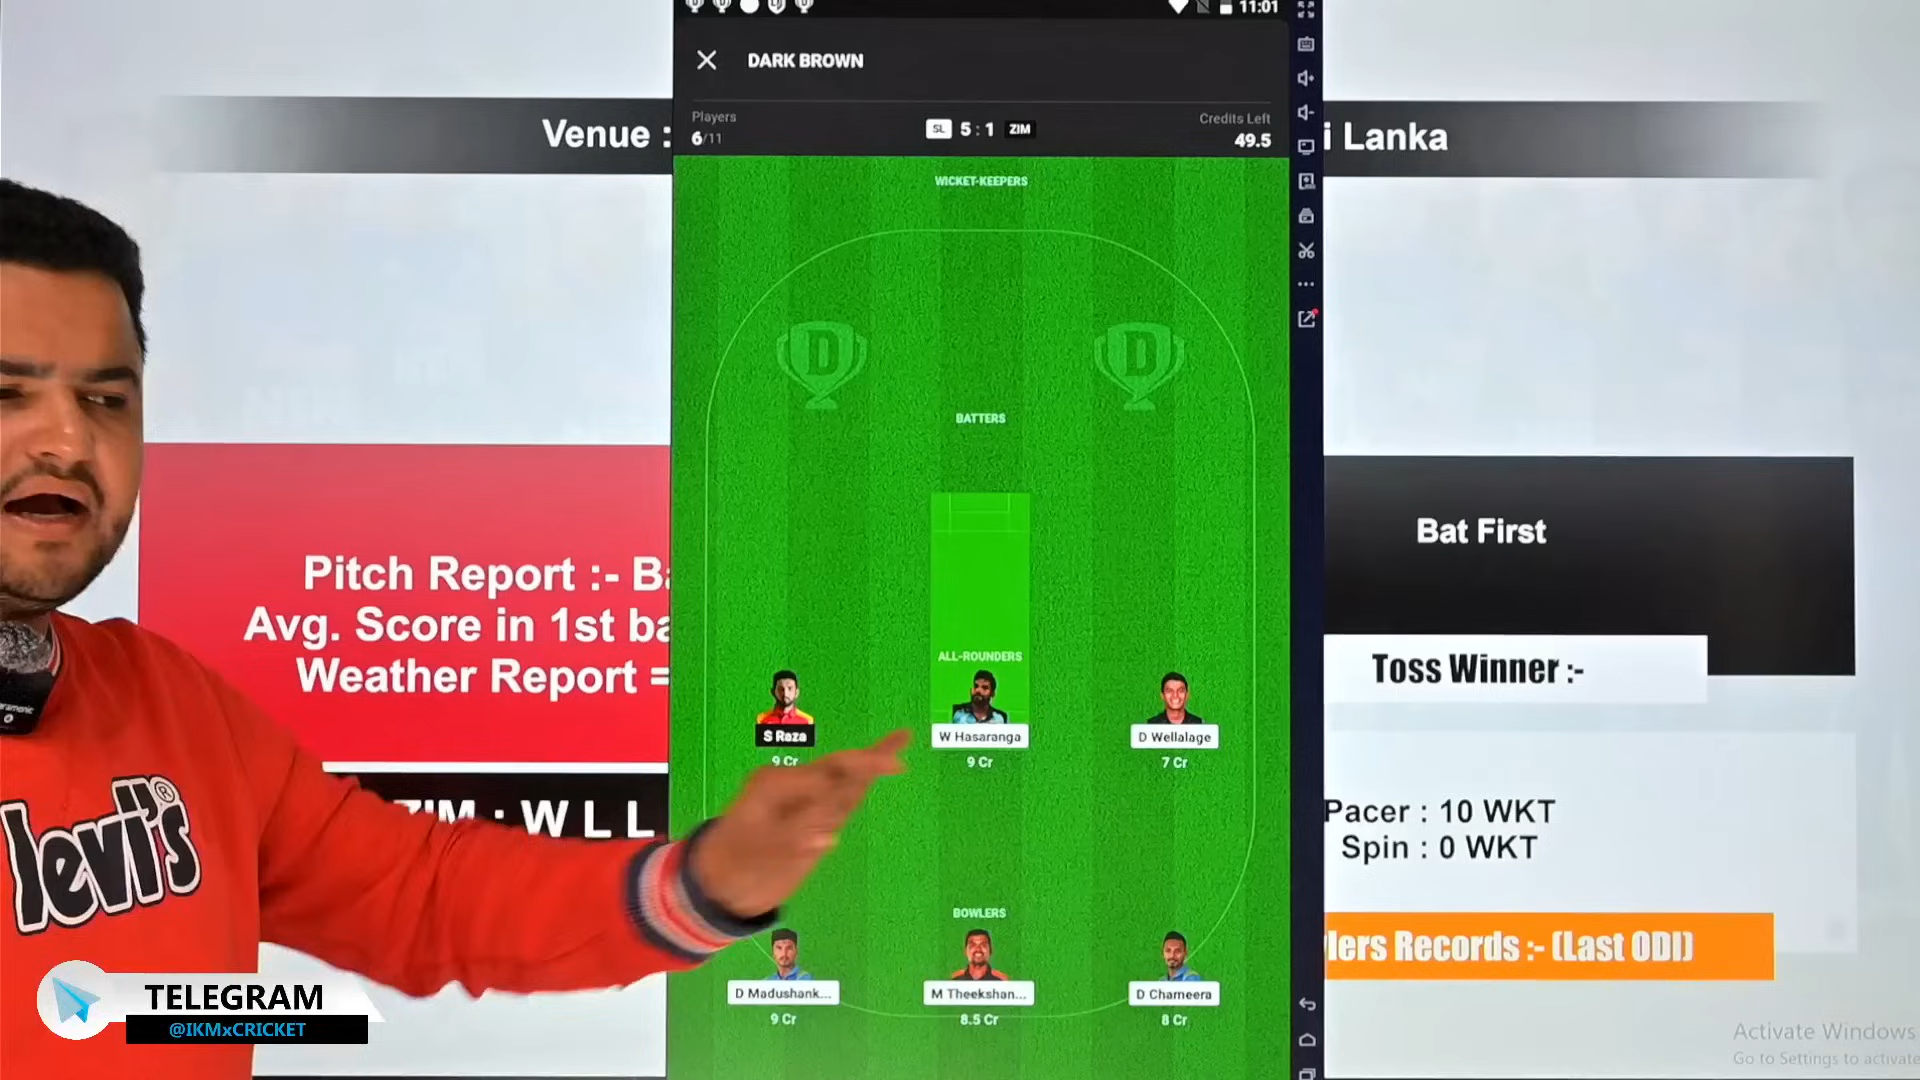 11:01
DARK BROWN
Players
6/11
SL 5 : 1 ZIM
Credits Left
49.5
Venue :
i Lanka
WICKET-KEEPERS
D
D
BATTERS
Pitch Report :- Ba
Avg. Score in 1st ba
Weather Report =
Bat First
Toss Winner :-
ALL-ROUNDERS
S Raza
W Hasaranga
D Wellalage
9 Cr
9 Cr
7 Cr
ZIM : W L L
Pacer : 10 WKT
Spin : 0 WKT
levi's®
BOWLERS
lers Records :- (Last ODI)
D Madushank...
M Theekshan...
D Chameera
9 Cr
8.5 Cr
8 Cr
TELEGRAM
@IKMxCRICKET
Activate Windows
Go to Settings to activate